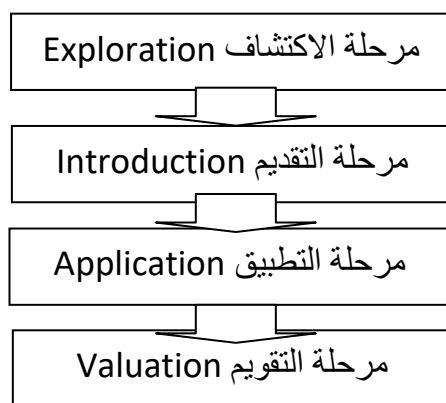 مرحلة الاكتشاف Exploration
مرحلة التقديم Introduction
مرحلة التطبيق Application
مرحلة التقويم Valuation